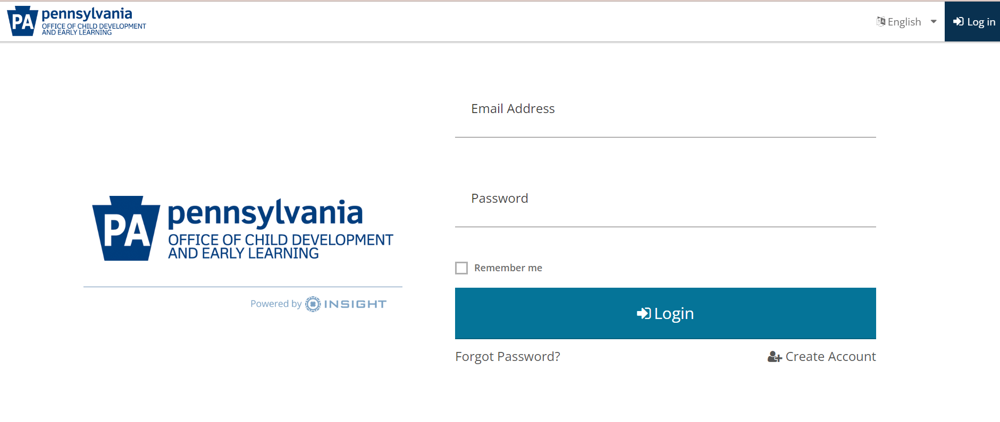 PA pennsylvania
OFFICE OF CHILD DEVELOPMENT
AND EARLY LEARNING
English
Log in
Email Address
Password
PA pennsylvania
OFFICE OF CHILD DEVELOPMENT
AND EARLY LEARNING
Powered by INSIGHT
Remember me
Login
Forgot Password?
Create Account